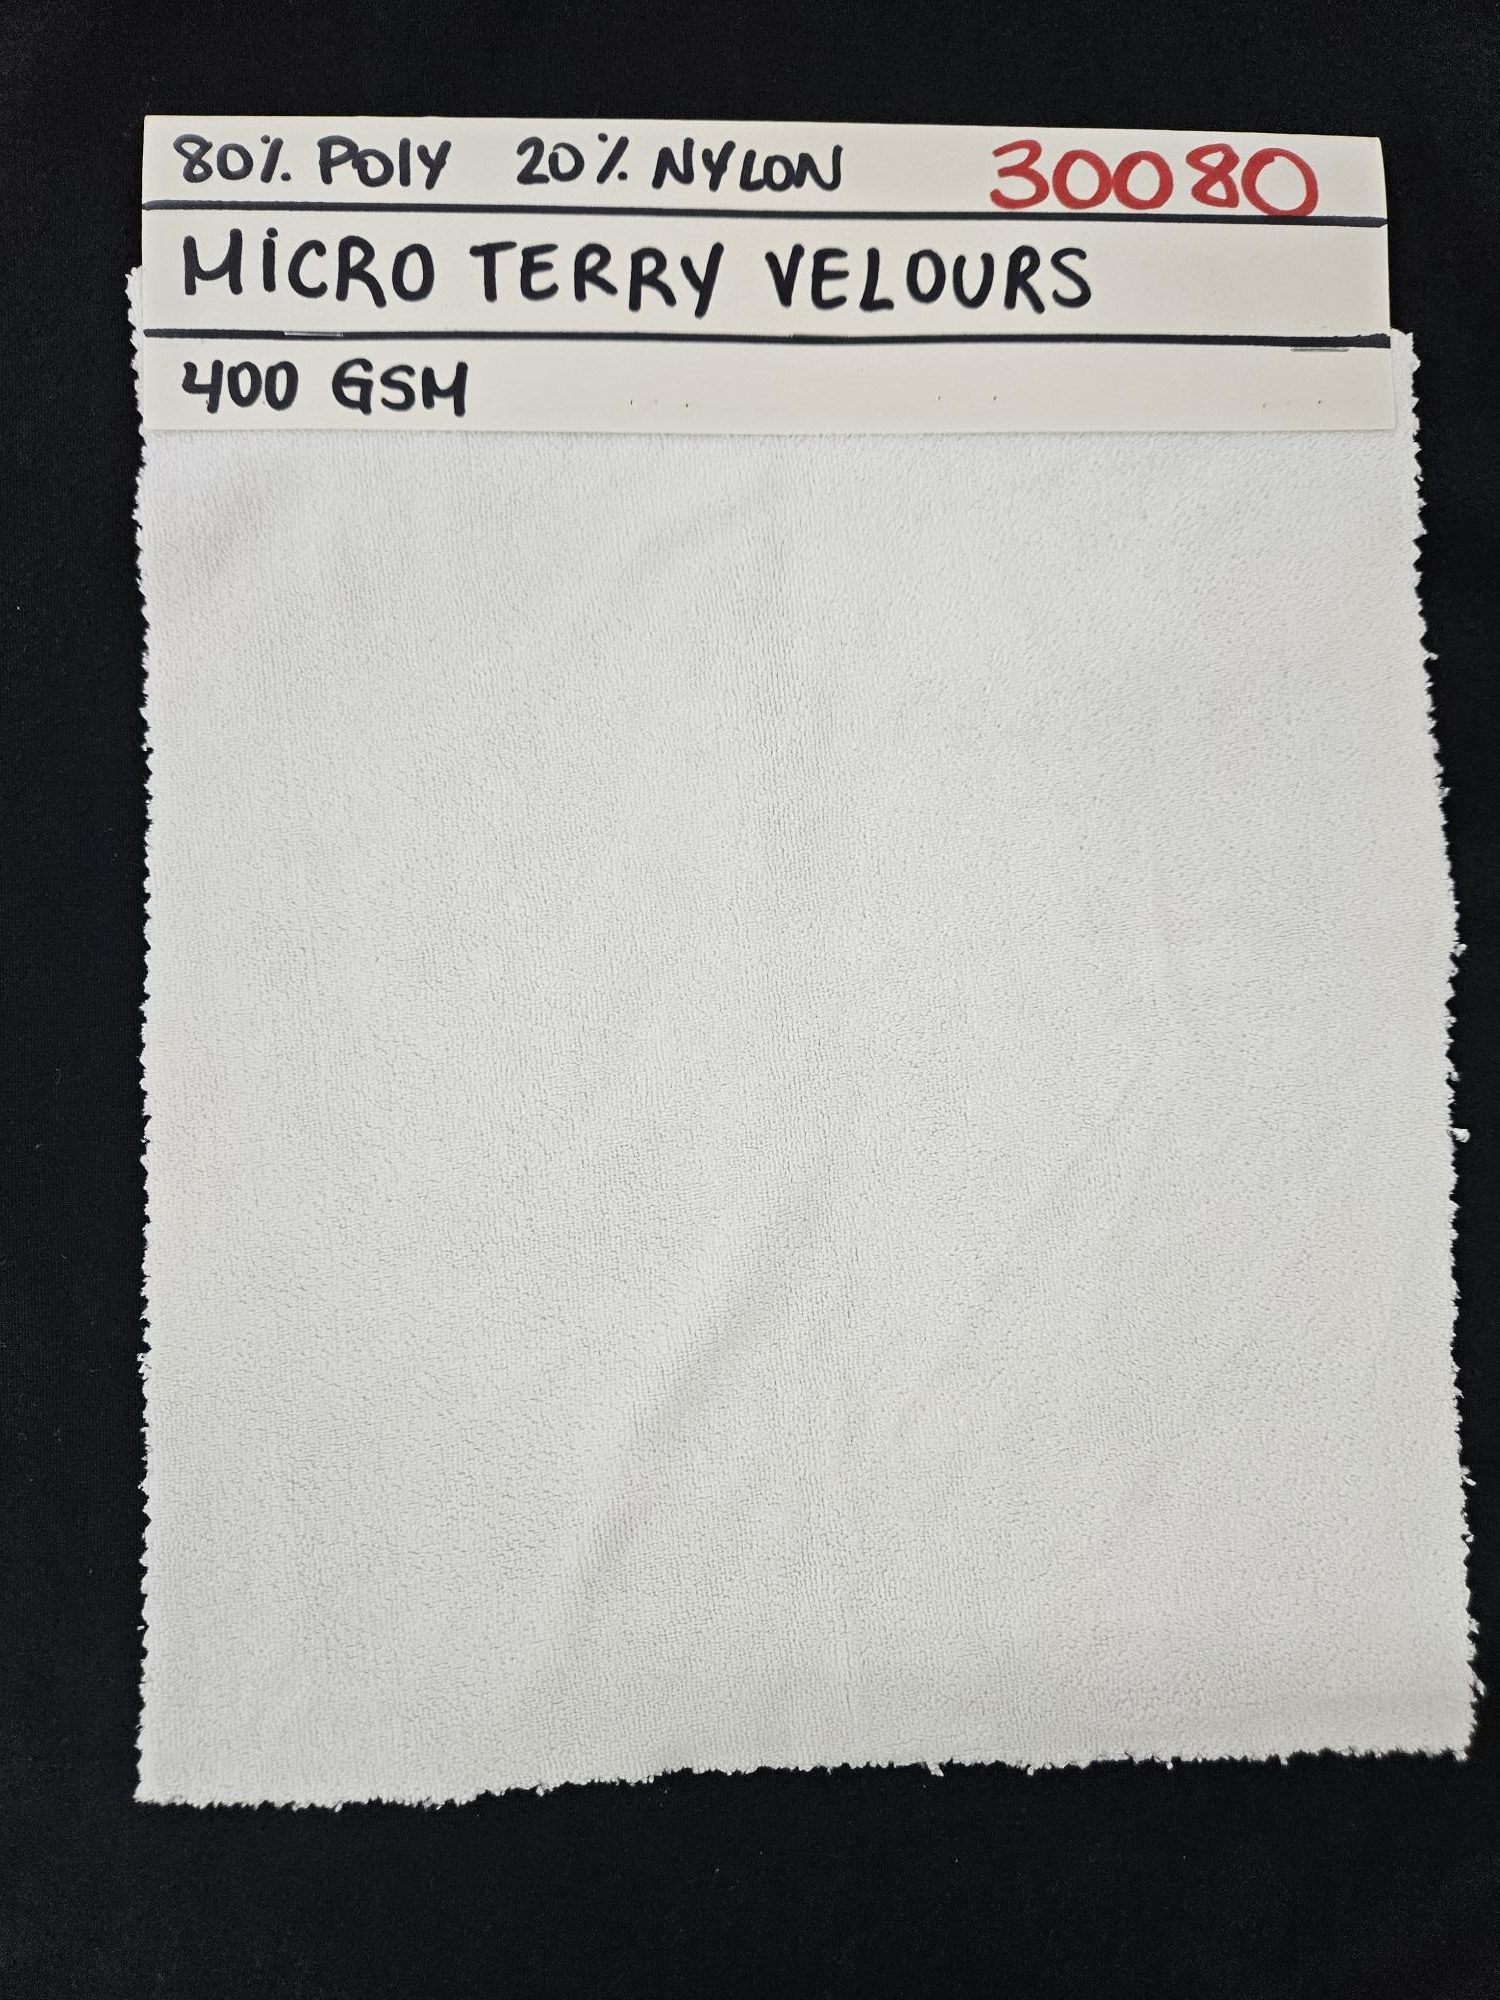 80% POLY 20% NYLON 30080
MICRO TERRY VELOURS
400 GSM